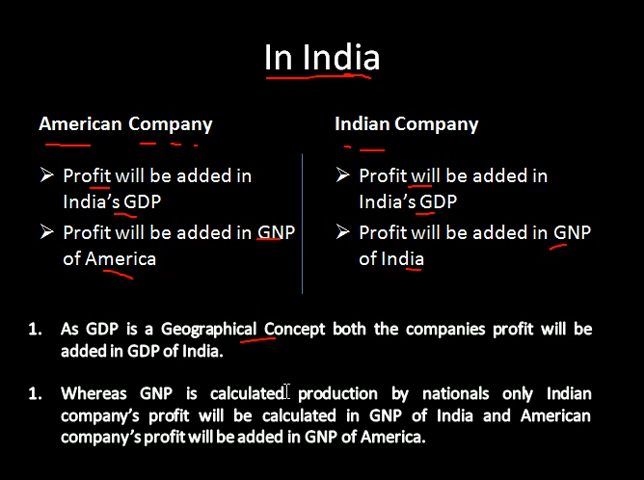 In India
American Company
➢ Profit will be added in
India's GDP
➢ Profit will be added in GNP
of America
Indian Company
➢ Profit will be added in
India's GDP
➢ Profit will be added in GNP
of India
1. As GDP is a Geographical Concept both the companies profit will be
added in GDP of India.
1. Whereas GNP is calculated production by nationals only Indian
company's profit will be calculated in GNP of India and American
company's profit will be added in GNP of America.